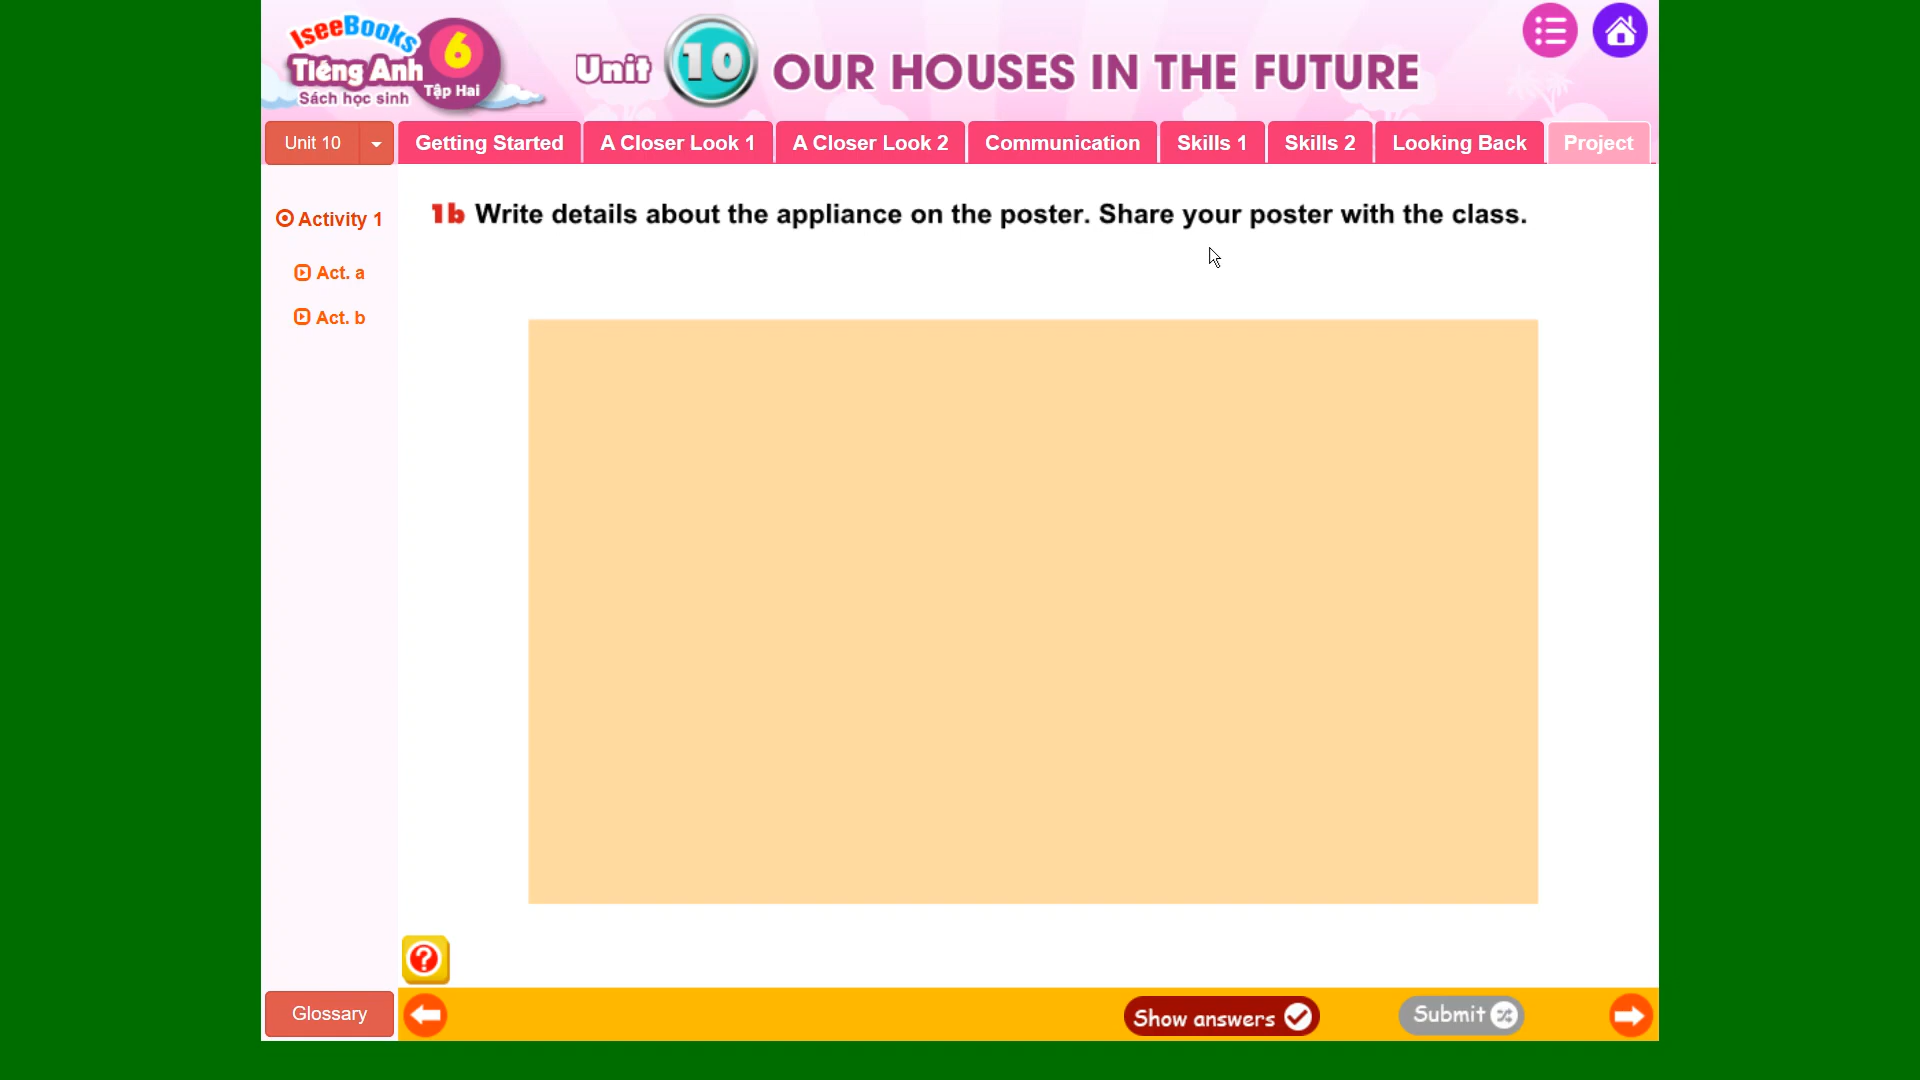 IseeBooks
Tiếng Anh 6
Tập Hai
Sách học sinh
Unit 10 OUR HOUSES IN THE FUTURE
Unit 10
Getting Started
A Closer Look 1
A Closer Look 2
Communication
Skills 1
Skills 2
Looking Back
Project
Activity 1
Act. a
Act. b
1b Write details about the appliance on the poster. Share your poster with the class.
?
Glossary
Show answers
Submit